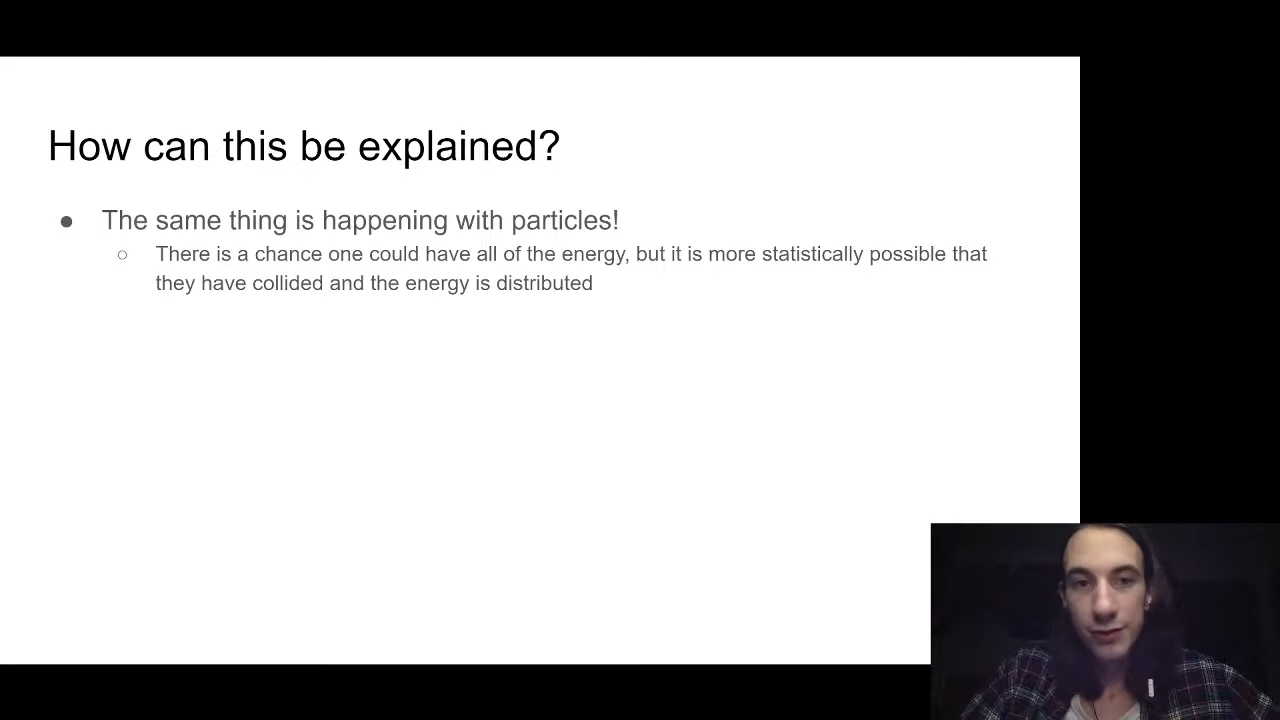 How can this be explained?
● The same thing is happening with particles!
○ There is a chance one could have all of the energy, but it is more statistically possible that
they have collided and the energy is distributed